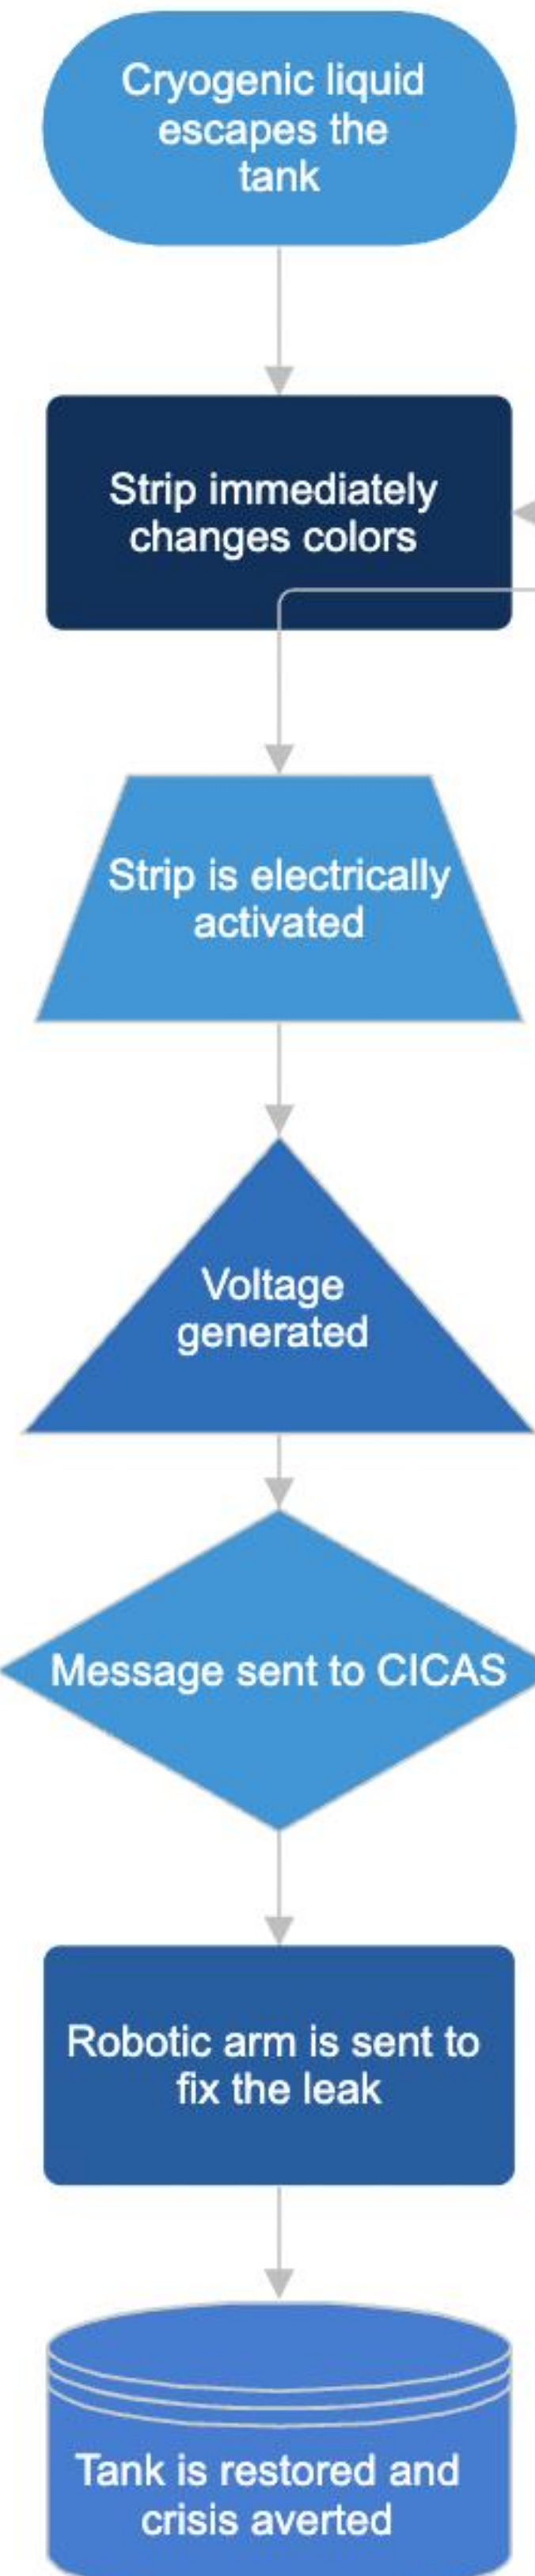 Cryogenic liquid
escapes the
tank
Strip immediately
changes colors
Strip is electrically
activated
Voltage
generated
Message sent to CICAS
Robotic arm is sent to
fix the leak
Tank is restored and
crisis averted